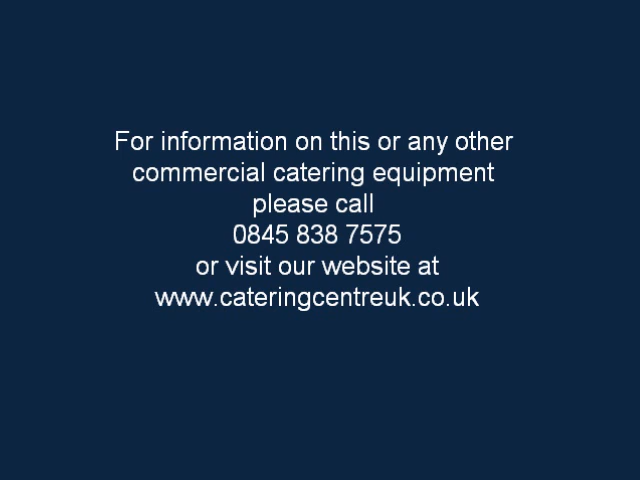 For information on this or any other
commercial catering equipment
please call
0845 838 7575
or visit our website at
www.cateringcentreuk.co.uk